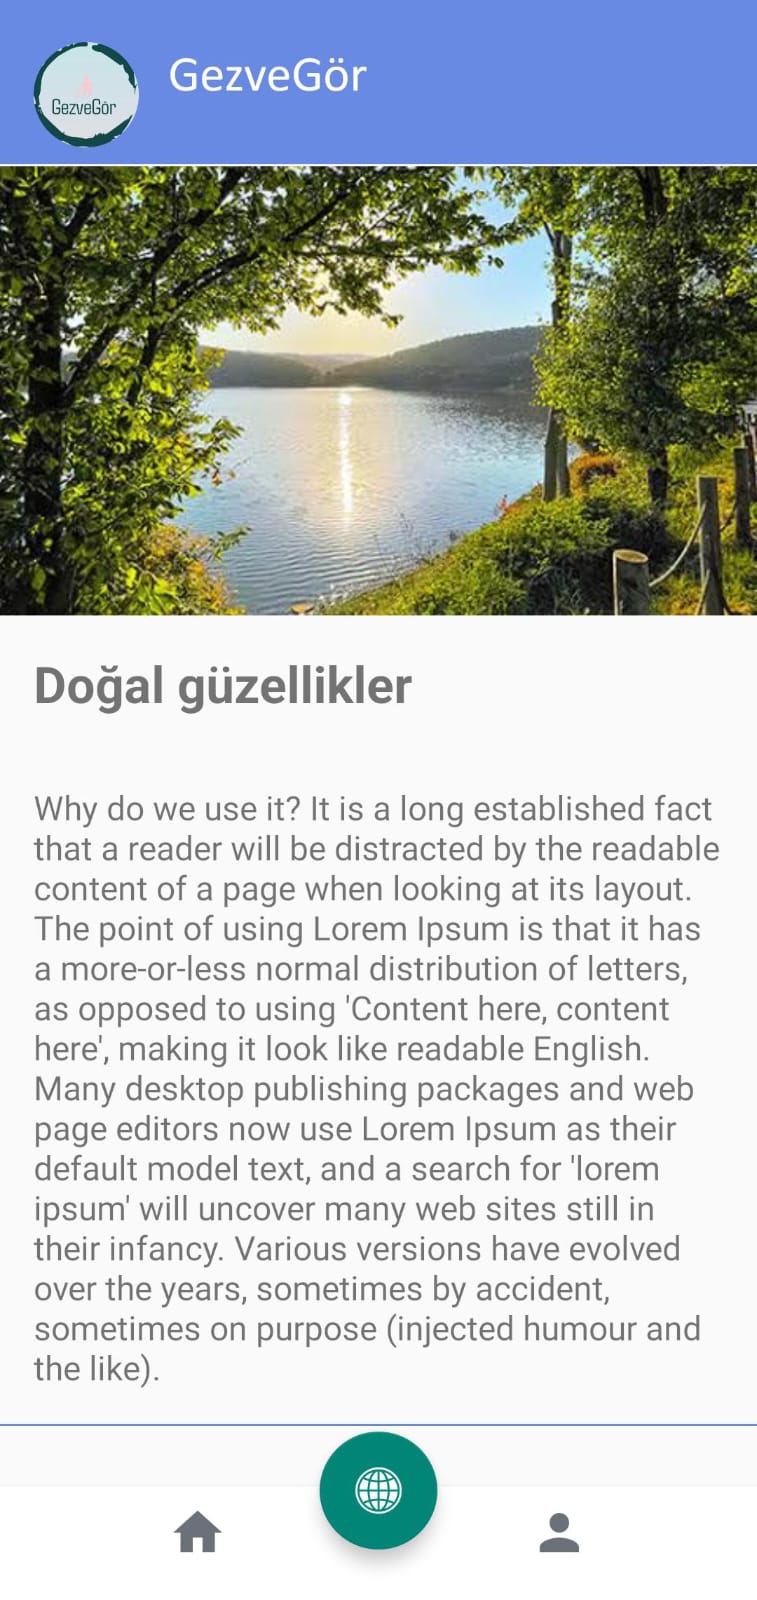 GezveGör
GezveGör
Doğal güzellikler
Why do we use it? It is a long established fact
that a reader will be distracted by the readable
content of a page when looking at its layout.
The point of using Lorem Ipsum is that it has
a more-or-less normal distribution of letters,
as opposed to using 'Content here, content
here', making it look like readable English.
Many desktop publishing packages and web
page editors now use Lorem Ipsum as their
default model text, and a search for 'lorem
ipsum' will uncover many web sites still in
their infancy. Various versions have evolved
over the years, sometimes by accident,
sometimes on purpose (injected humour and
the like).